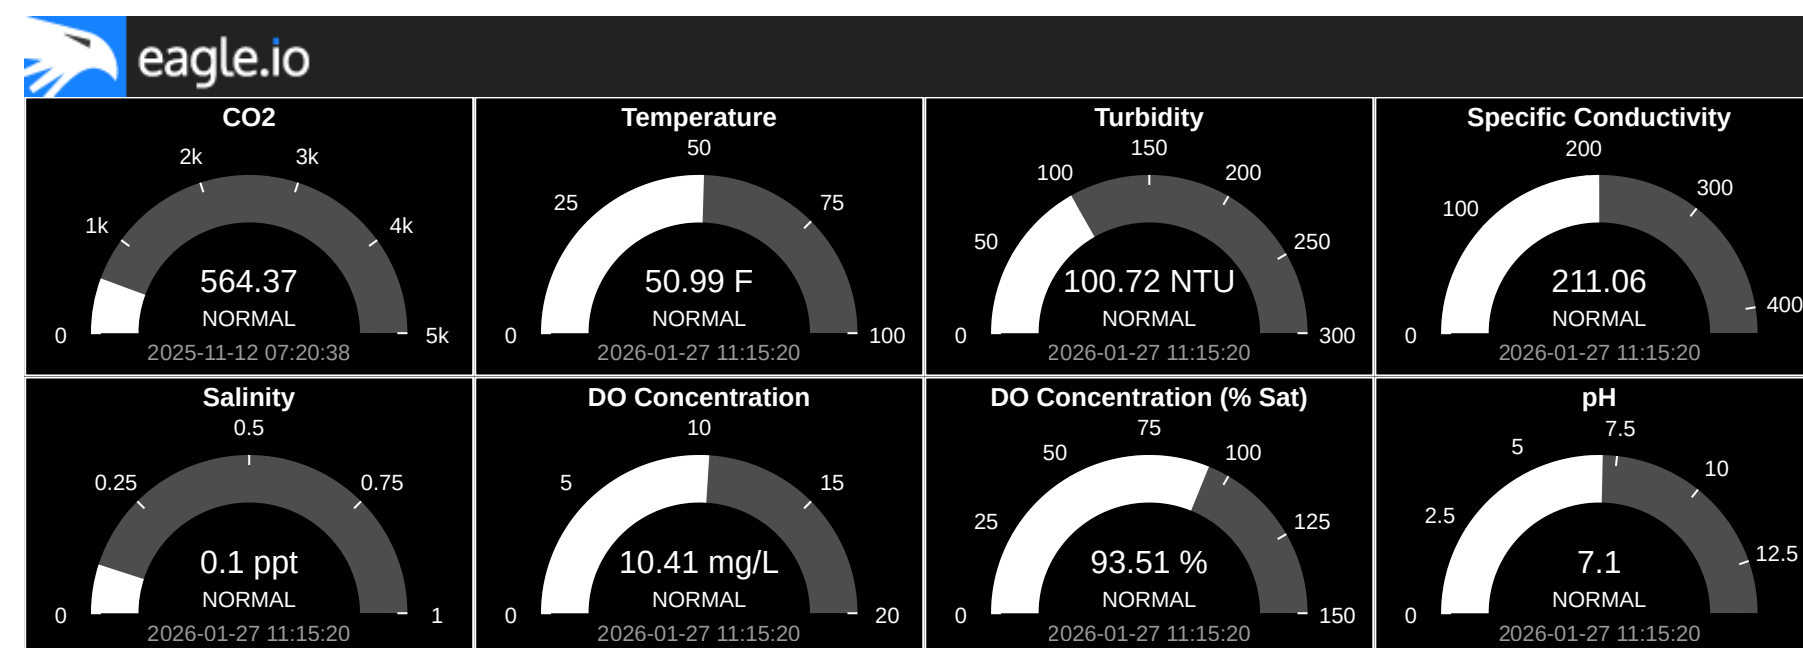 eagle.io
CO2
2k 3k
1k 4k
564.37
NORMAL
0 5k
2025-11-12 07:20:38
Temperature
50
25 75
50.99 F
NORMAL
0 100
2026-01-27 11:15:20
Turbidity
150
100 200
50 250
100.72 NTU
NORMAL
0 300
2026-01-27 11:15:20
Specific Conductivity
200
300
100
211.06
400
NORMAL
0
2026-01-27 11:15:20
Salinity
0.5
0.25 0.75
0.1 ppt
NORMAL
0 1
2026-01-27 11:15:20
DO Concentration
10
5 15
10.41 mg/L
NORMAL
0 20
2026-01-27 11:15:20
DO Concentration (% Sat)
75
50 100
25 125
93.51 %
NORMAL
0 150
2026-01-27 11:15:20
pH
7.5
5
10
2.5
12.5
7.1
NORMAL
0
2026-01-27 11:15:20